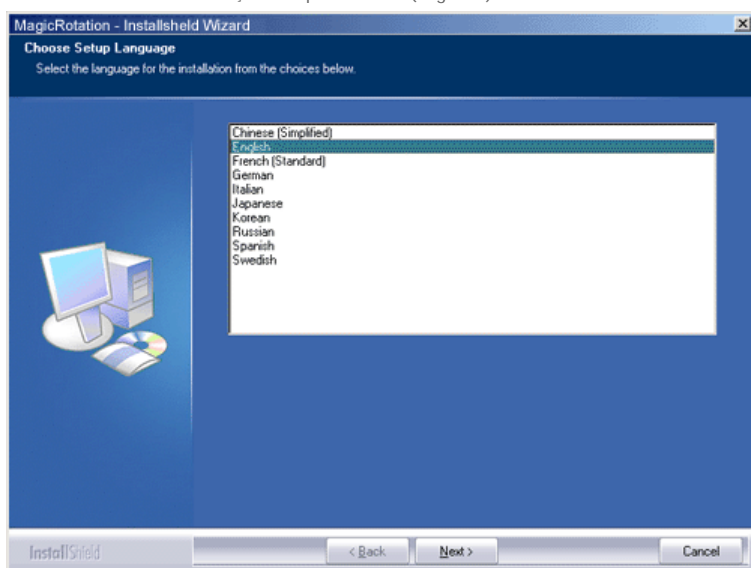 MagicRotation - Installsheld Wizard
Choose Setup Language
Select the language for the installation from the choices below.
Chinese (Simplified)
English
French (Standard)
German
Italian
Japanese
Korean
Russian
Spanish
Swedish
InstallShield
< Back
Next >
Cancel